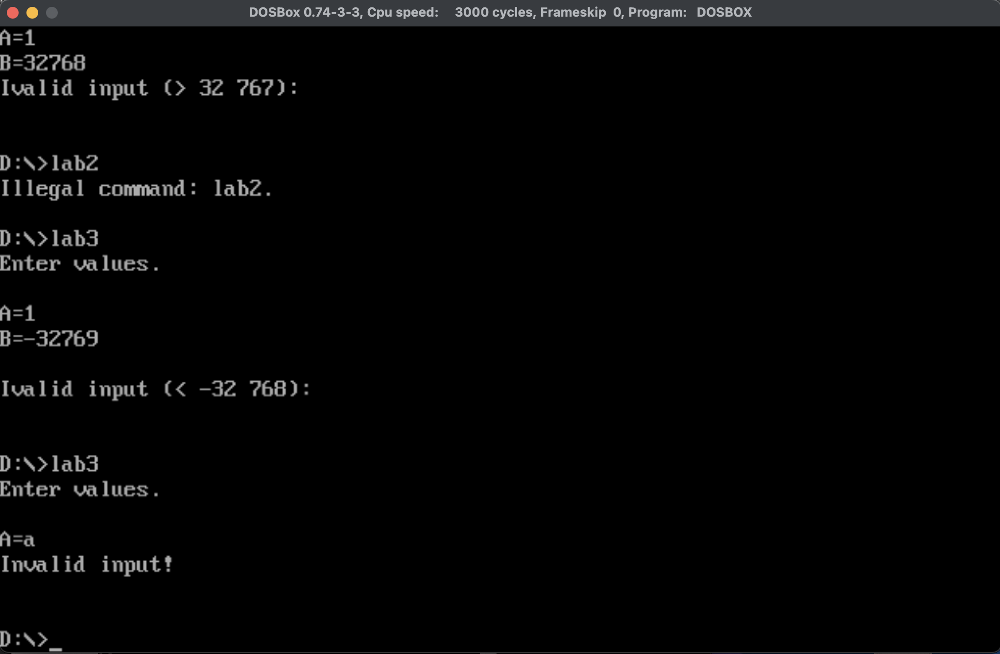 DOSBox 0.74-3-3, Cpu speed: 3000 cycles, Frameskip 0, Program: DOSBOX
A=1
B=32768
Ivalid input (> 32 767):
D:\>lab2
Illegal command: lab2.
D:\>lab3
Enter values.
A=1
B=-32769
Ivalid input (< -32 768):
D:\>lab3
Enter values.
A=a
Invalid input!
D:\>_